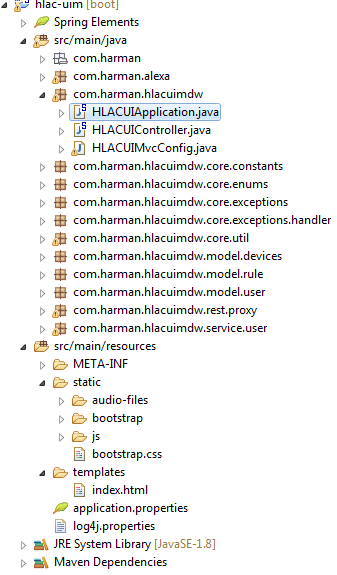 hlac-uim [boot]
Spring Elements
src/main/java
com.harman
com.harman.alexa
com.harman.hlacuimdw
HLACUIApplication.java
HLACUIController.java
HLACUIMvcConfig.java
com.harman.hlacuimdw.core.constants
com.harman.hlacuimdw.core.enums
com.harman.hlacuimdw.core.exceptions
com.harman.hlacuimdw.core.exceptions.handler
com.harman.hlacuimdw.core.util
com.harman.hlacuimdw.model.devices
com.harman.hlacuimdw.model.rule
com.harman.hlacuimdw.model.user
com.harman.hlacuimdw.rest.proxy
com.harman.hlacuimdw.service.user
src/main/resources
META-INF
static
audio-files
bootstrap
js
bootstrap.css
templates
index.html
application.properties
log4j.properties
JRE System Library [JavaSE-1.8]
Maven Dependencies